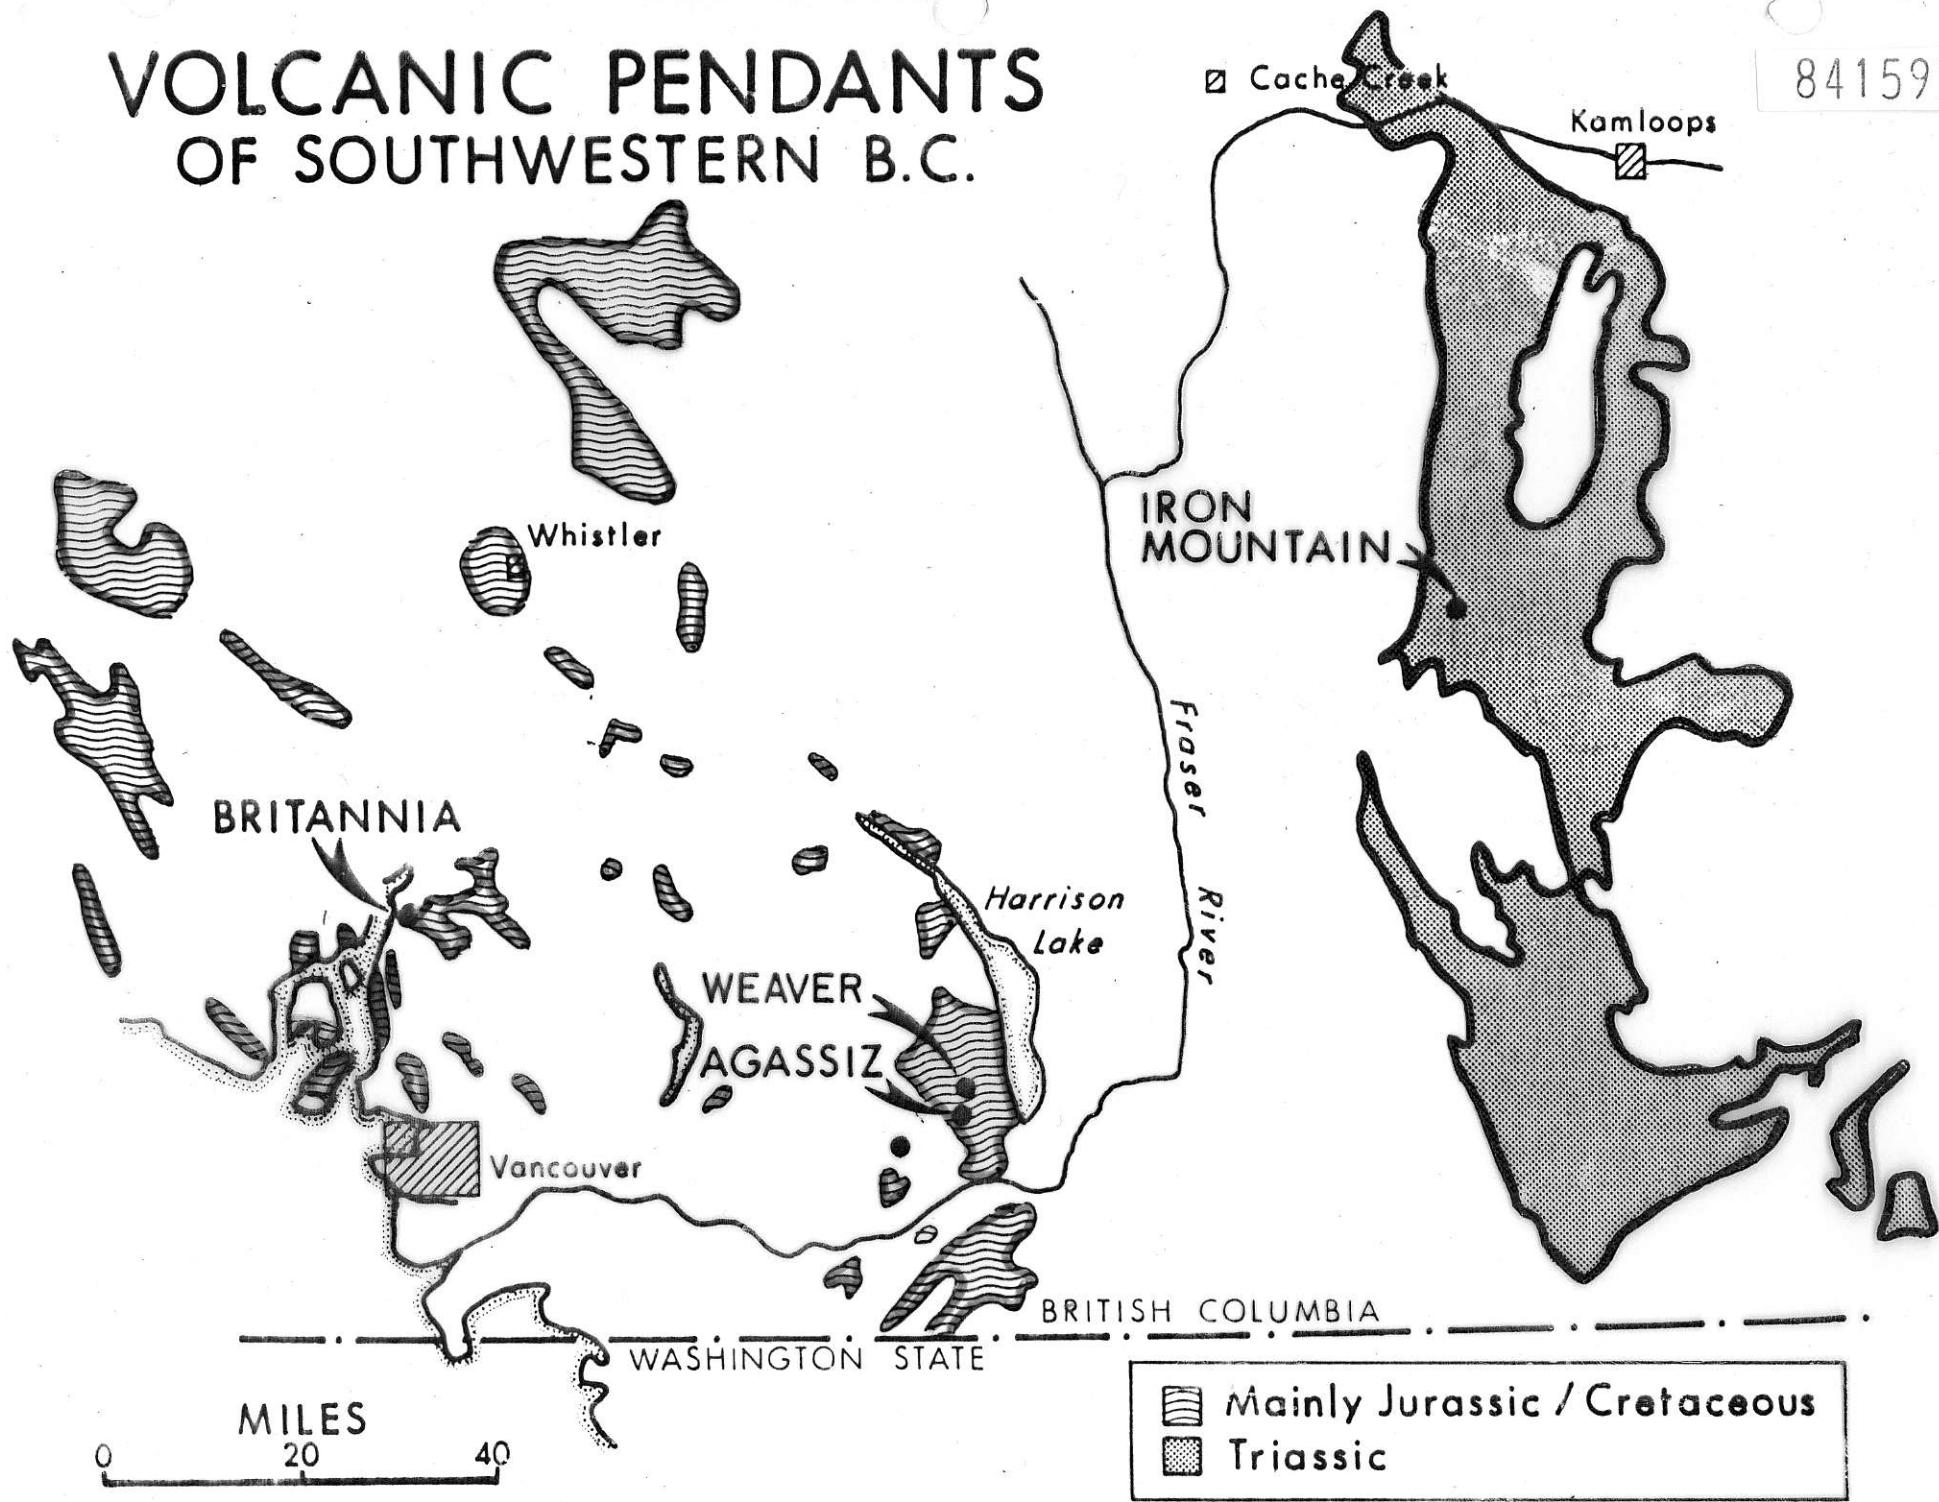 VOLCANIC PENDANTS
OF SOUTHWESTERN B.C.
84159
Cache Creek
Kamloops
Whistler
IRON
MOUNTAIN
Fraser River
BRITANNIA
Harrison
Lake
WEAVER
AGASSIZ
Vancouver
BRITISH COLUMBIA
WASHINGTON STATE
MILES
0 20 40
Mainly Jurassic / Cretaceous
Triassic